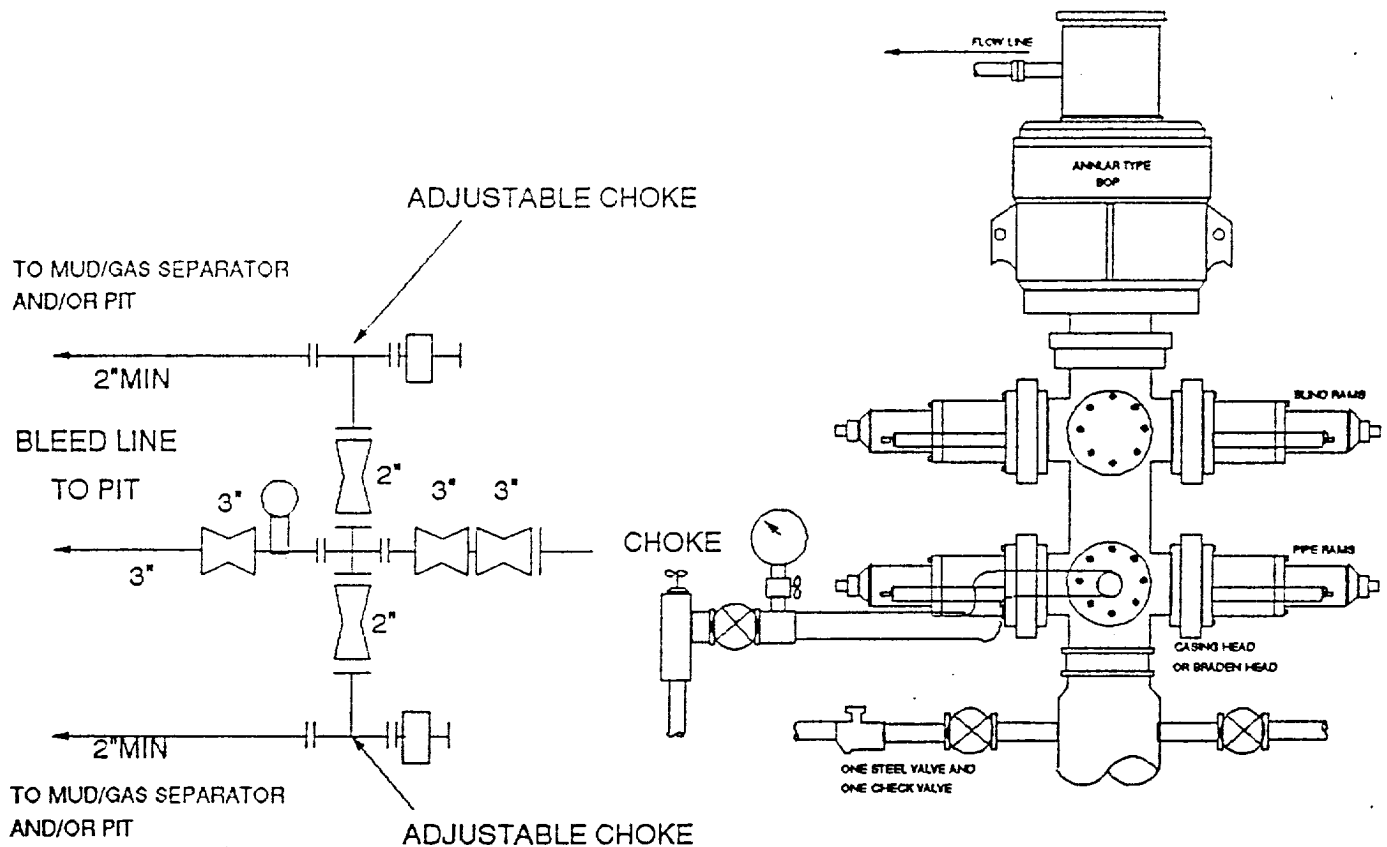 FLOW LINE
ANNLAR TYPE
BOP
ADJUSTABLE CHOKE
TO MUD/GAS SEPARATOR
AND/OR PIT
2"MIN
BLEED LINE
TO PIT
2"
3"
3"
3"
3"
2"
CHOKE
BLIND RAMS
PIPE RAMS
CASING HEAD
OR BRADEN HEAD
2"MIN
TO MUD/GAS SEPARATOR
AND/OR PIT
ADJUSTABLE CHOKE
ONE STEEL VALVE AND
ONE CHECK VALVE